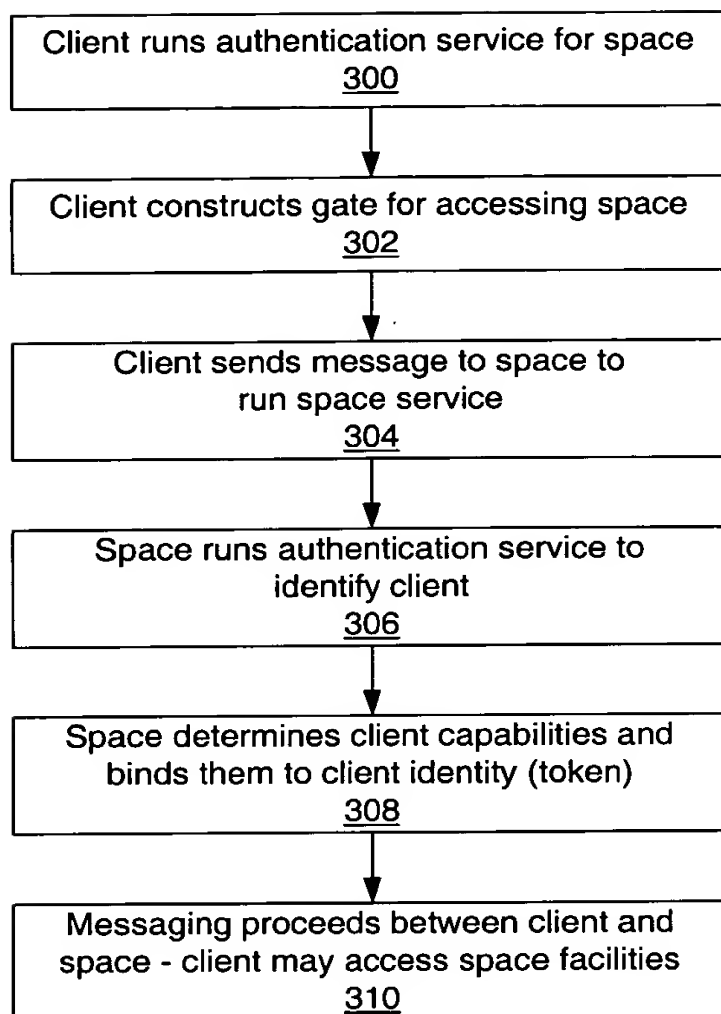 Client runs authentication service for space
300
Client constructs gate for accessing space
302
Client sends message to space to
run space service
304
Space runs authentication service to
identify client
306
Space determines client capabilities and
binds them to client identity (token)
308
Messaging proceeds between client and
space - client may access space facilities
310